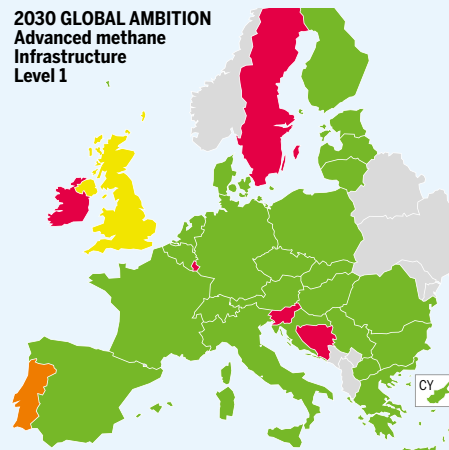 2030 GLOBAL AMBITION
Advanced methane
Infrastructure
Level 1
CY